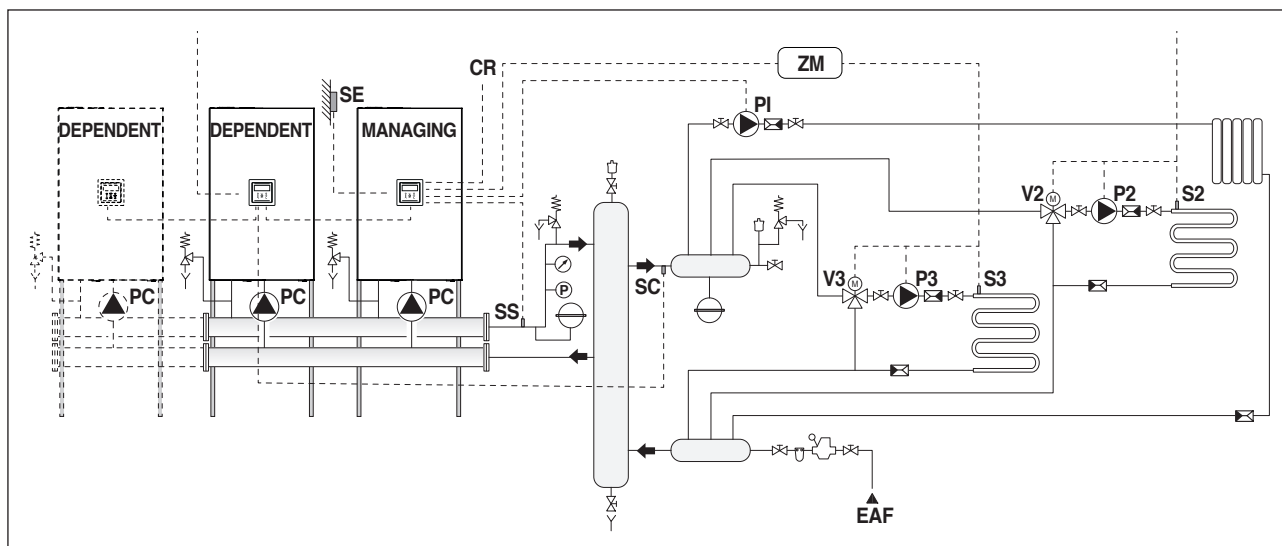 CR
ZM
SE
PI
DEPENDENT
DEPENDENT
MANAGING
V2
M
P2
S2
V3
M
P3
S3
SC
P
PC
PC
PC
SS
EAF